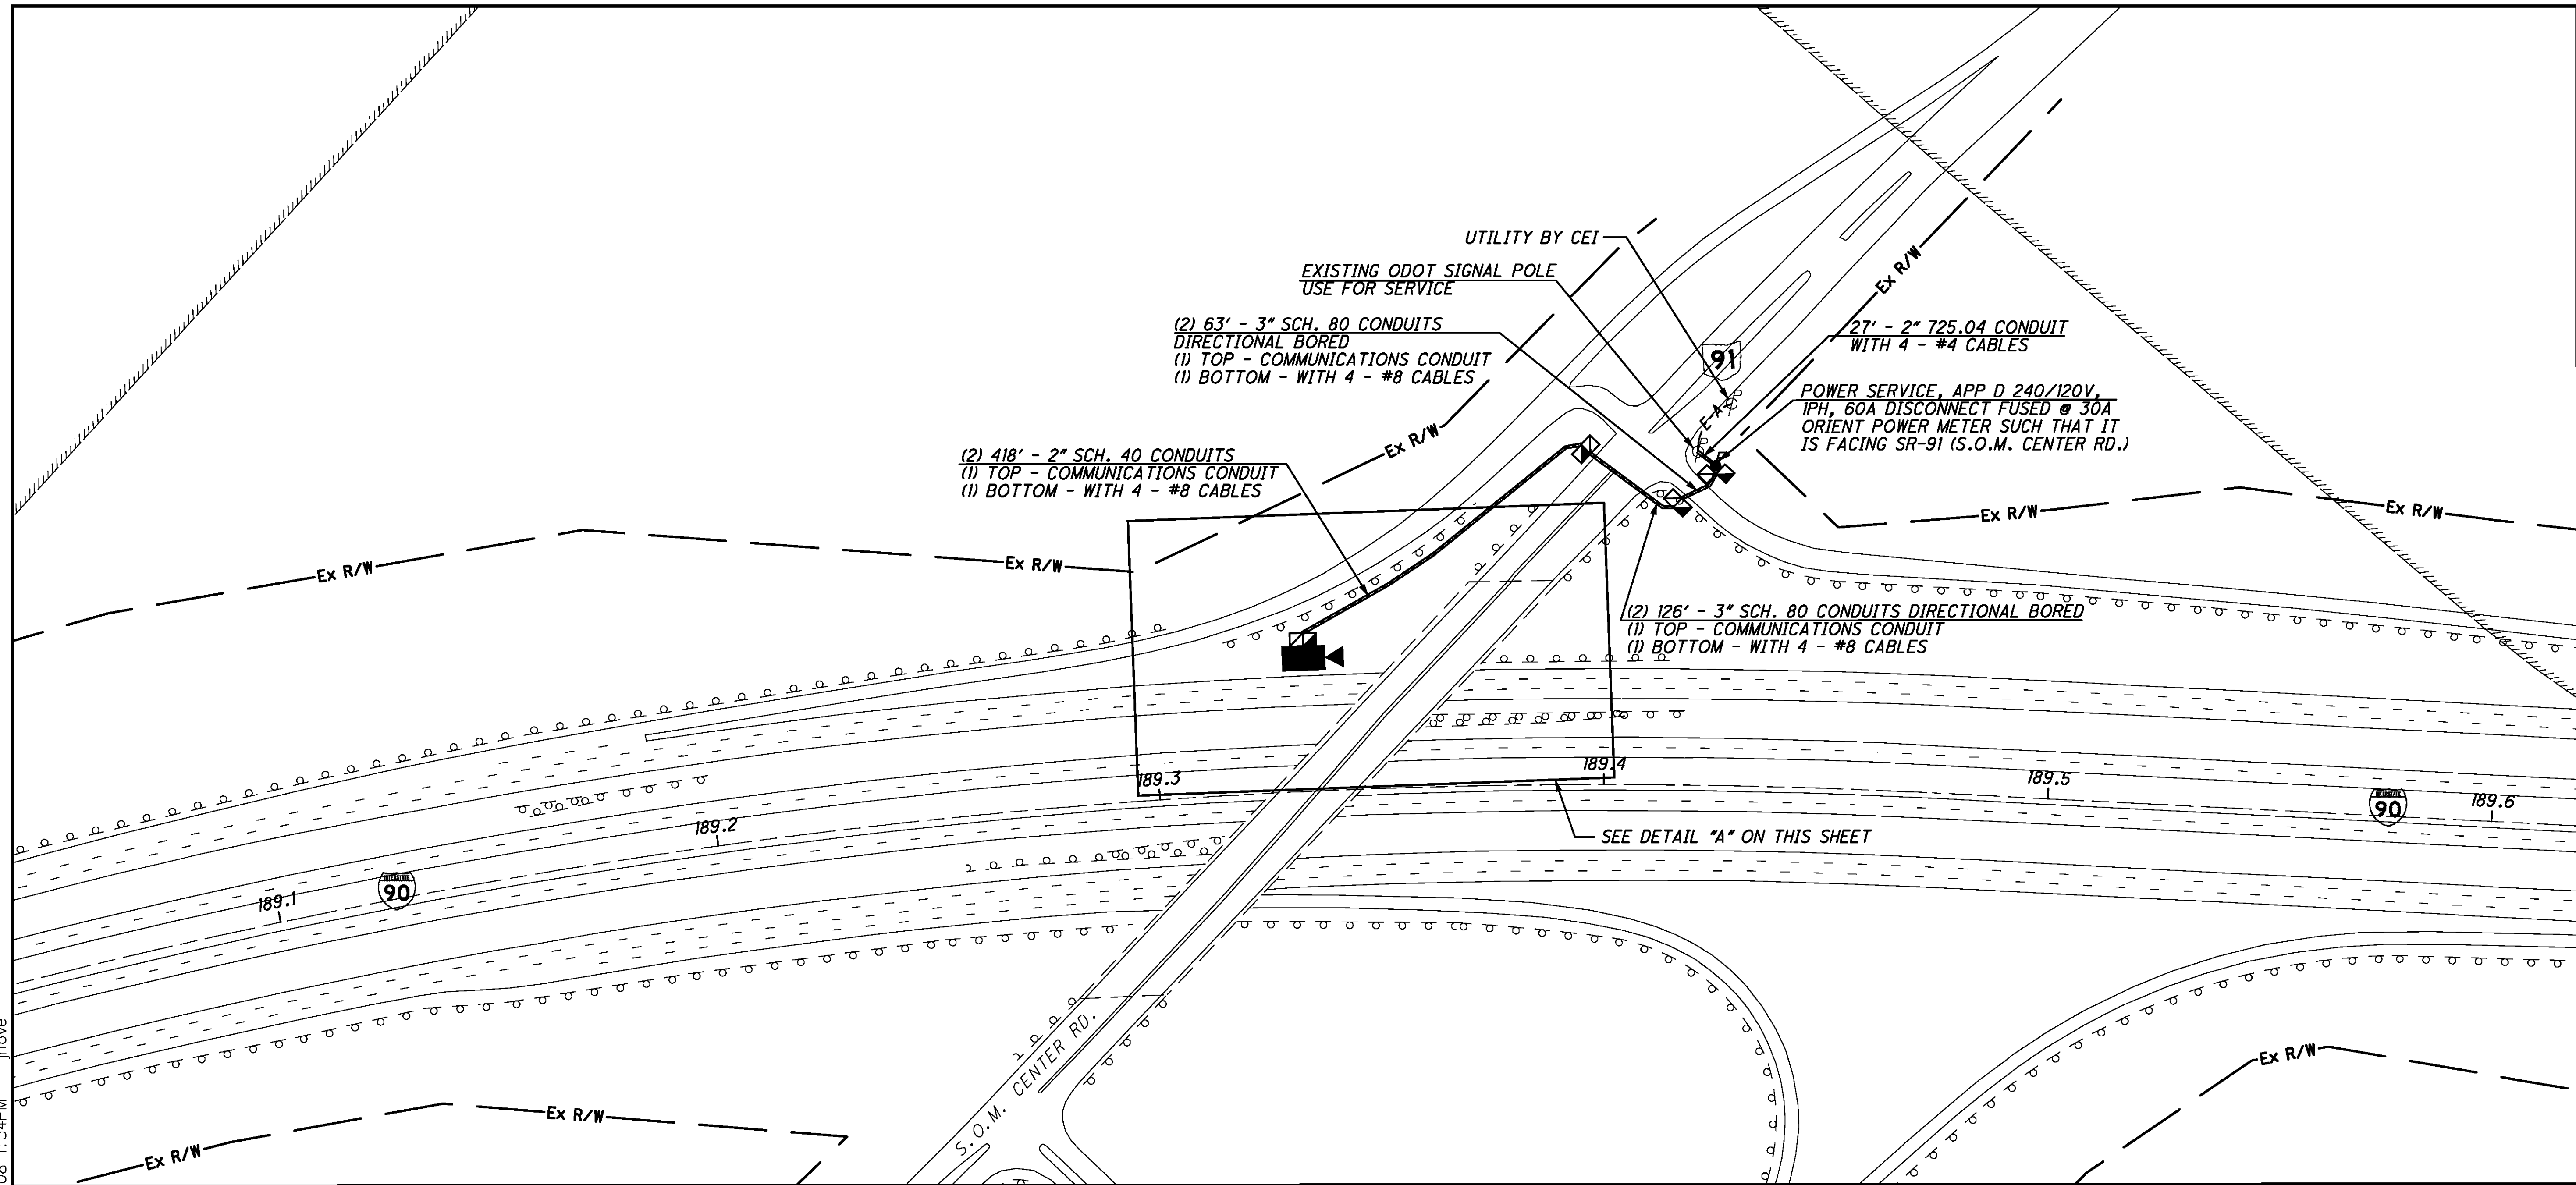 UTILITY BY CEI
EXISTING ODOT SIGNAL POLE
USE FOR SERVICE
(2) 63' - 3" SCH. 80 CONDUITS
DIRECTIONAL BORED
(1) TOP - COMMUNICATIONS CONDUIT
(1) BOTTOM - WITH 4 - #8 CABLES
Ex R/W
27' - 2" 725.04 CONDUIT
WITH 4 - #4 CABLES
91
E-A
POWER SERVICE, APP D 240/120V,
1PH, 60A DISCONNECT FUSED @ 30A
ORIENT POWER METER SUCH THAT IT
IS FACING SR-91 (S.O.M. CENTER RD.)
Ex R/W
(2) 418' - 2" SCH. 40 CONDUITS
(1) TOP - COMMUNICATIONS CONDUIT
(1) BOTTOM - WITH 4 - #8 CABLES
Ex R/W
Ex R/W
Ex R/W
Ex R/W
(2) 126' - 3" SCH. 80 CONDUITS DIRECTIONAL BORED
(1) TOP - COMMUNICATIONS CONDUIT
(1) BOTTOM - WITH 4 - #8 CABLES
189.3
189.4
189.5
INTERSTATE
90
189.6
189.2
SEE DETAIL "A" ON THIS SHEET
189.1
INTERSTATE
90
S.O.M. CENTER RD.
Ex R/W
Ex R/W
Ex R/W
jhove